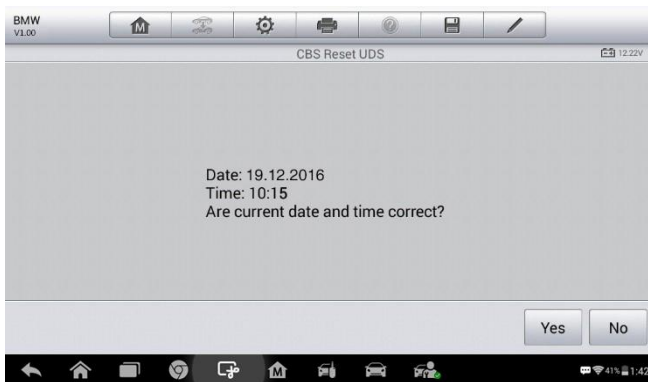 BMW
V1.00
M
CBS Reset UDS
12.22V
Date: 19.12.2016
Time: 10:15
Are current date and time correct?
Yes
No
M
41%
1:42